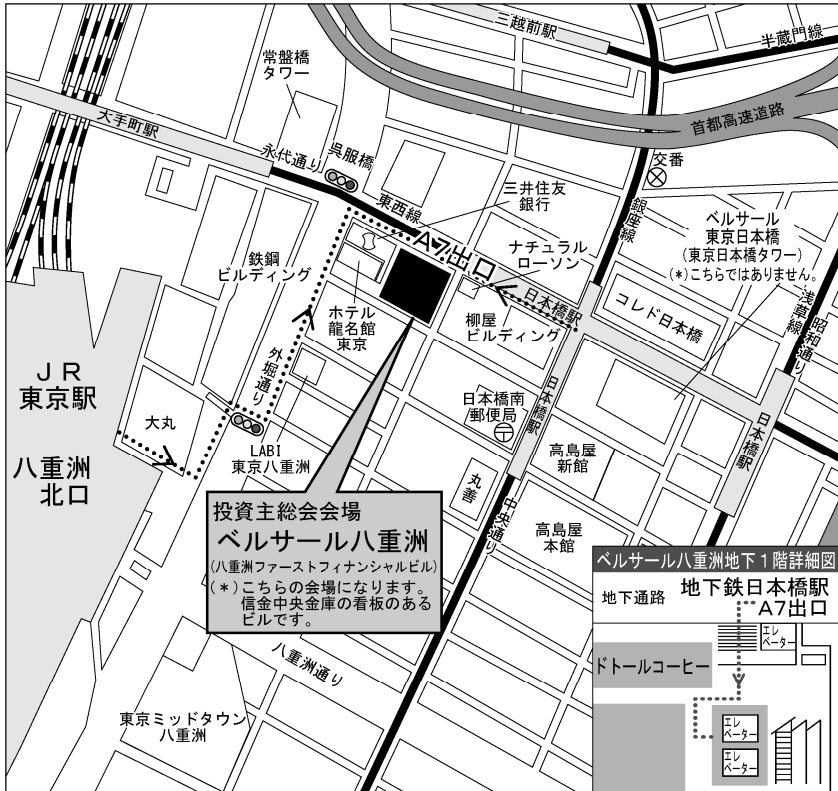 三越前駅
半蔵門線
常盤橋
タワー
首都高速道路
大手町駅
永代通り
呉服橋
交番
東西線
三井住友
銀行
銀座線
ベルサール
東京日本橋
(東京日本橋タワー)
(*)こちらではありません。
A7出口
ナチュラル
ローソン
鉄鋼
ビルディング
日本橋駅
コレド日本橋
浅草線
昭和通り
ホテル
龍名館
東京
柳屋
ビルディング
外堀通り
JR
東京駅
八重洲
北口
大丸
LABI
東京八重洲
日本橋南
郵便局
日本橋駅
日本橋駅
高島屋
新館
丸善
中央通り
高島屋
本館
投資主総会会場
ベルサール八重洲
(八重洲ファーストフィナンシャルビル)
(*)こちらの会場になります。
信金中央金庫の看板のある
ビルです。
八重洲通り
東京ミッドタウン
八重洲
ベルサール八重洲地下1階詳細図
地下通路
地下鉄日本橋駅
A7出口
エレ
ベーター
ドトールコーヒー
エレ
ベーター
エレ
ベーター